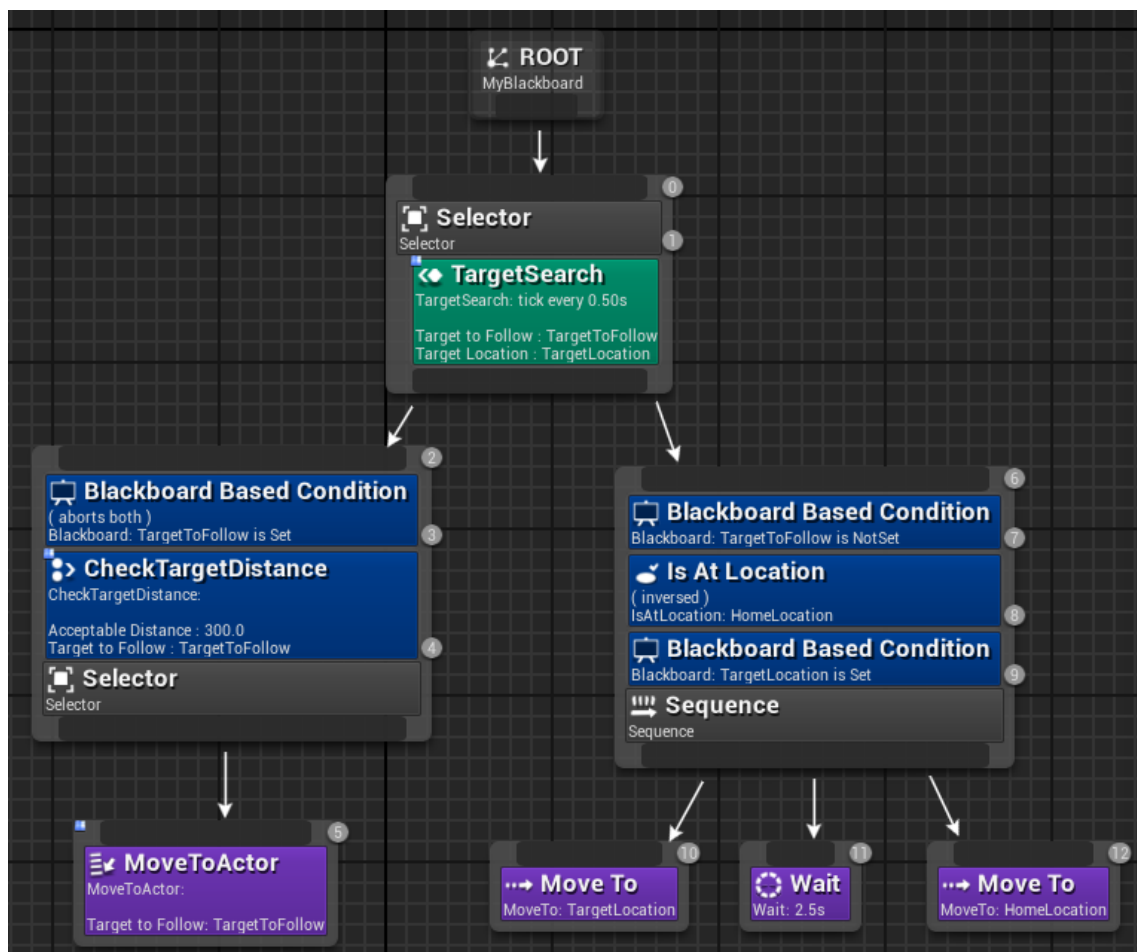 ROOT
MyBlackboard
0
Selector
Selector
1
TargetSearch
TargetSearch: tick every 0.50s
Target to Follow : TargetToFollow
Target Location : TargetLocation
2
Blackboard Based Condition
( aborts both )
Blackboard: TargetToFollow is Set
3
CheckTargetDistance
CheckTargetDistance:
Acceptable Distance : 300.0
Target to Follow : TargetToFollow
4
Selector
Selector
5
MoveToActor
MoveToActor:
Target to Follow: TargetToFollow
6
Blackboard Based Condition
Blackboard: TargetToFollow is NotSet
7
Is At Location
( inversed )
IsAtLocation: HomeLocation
8
Blackboard Based Condition
Blackboard: TargetLocation is Set
9
Sequence
Sequence
10
Move To
MoveTo: TargetLocation
11
Wait
Wait: 2.5s
12
Move To
MoveTo: HomeLocation